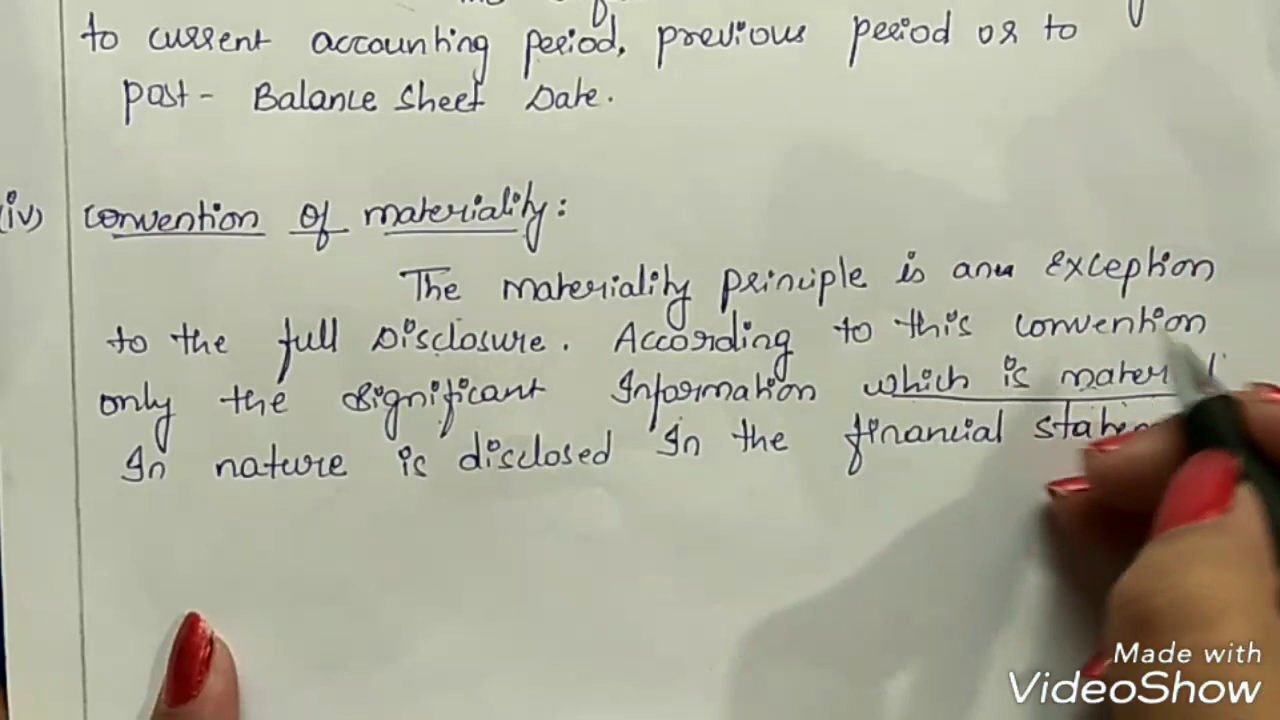 to current accounting period, previous period or to
post - Balance sheet Date.
(iv) convention of materiality:
The materiality principle is an exception
to the full Disclosure. According to this convention
only the significant Information which is
In nature is disclosed In the financial
Made with
VideoShow